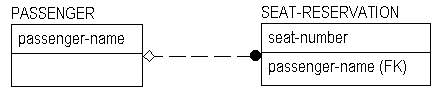 PASSENGER
passenger-name
SEAT-RESERVATION
seat-number
passenger-name (FK)